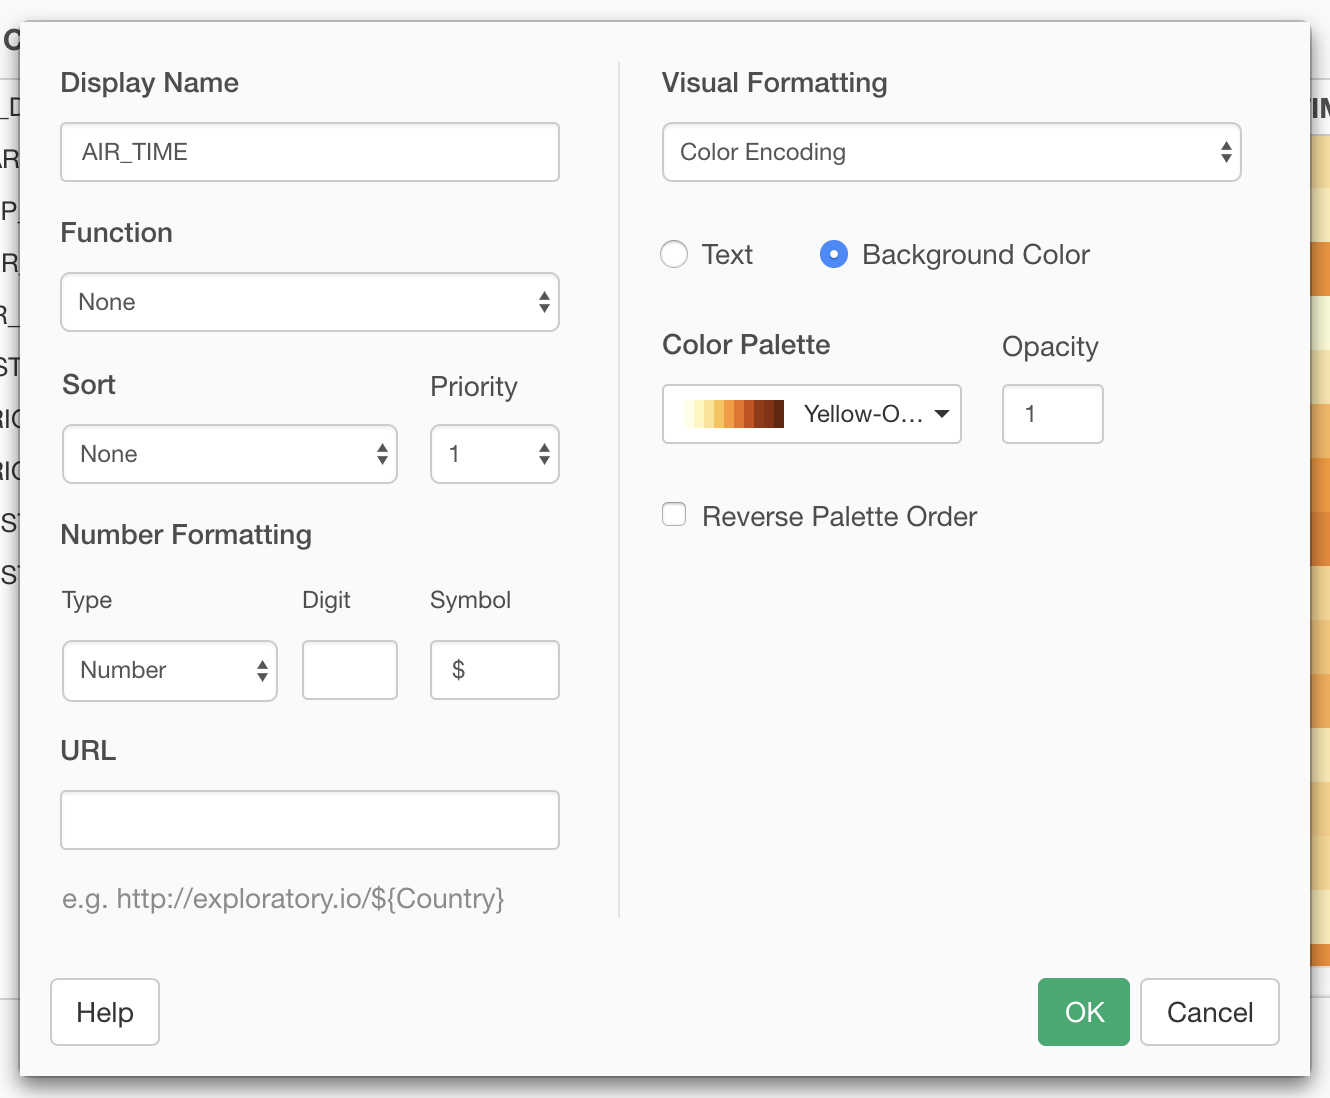 Display Name
AIR_TIME
Function
None
Sort
Priority
None
1
Number Formatting
Type
Digit
Symbol
Number
$
URL
e.g. http://exploratory.io/${Country}
Visual Formatting
Color Encoding
Text
Background Color
Color Palette
Opacity
Yellow-O...
1
Reverse Palette Order
Help
OK
Cancel